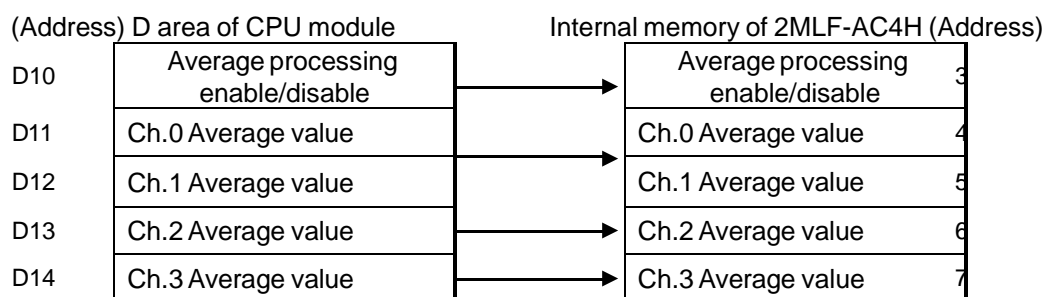 (Address) D area of CPU module Internal memory of 2MLF-AC4H (Address)
D10 Average processing enable/disable Average processing enable/disable 3
D11 Ch.0 Average value Ch.0 Average value 4
D12 Ch.1 Average value Ch.1 Average value 5
D13 Ch.2 Average value Ch.2 Average value 6
D14 Ch.3 Average value Ch.3 Average value 7